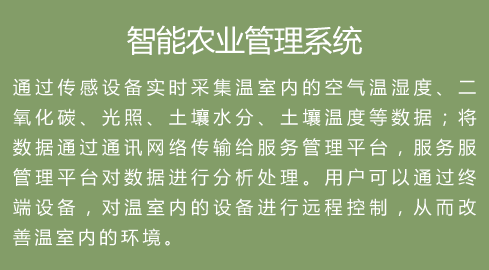 智能农业管理系统
通过传感设备实时采集温室内的空气温湿度、二
氧化碳、光照、土壤水分、土壤温度等数据；将
数据通过通讯网络传输给服务管理平台，服务服
管理平台对数据进行分析处理。用户可以通过终
端设备，对温室内的设备进行远程控制，从而改
善温室内的环境。